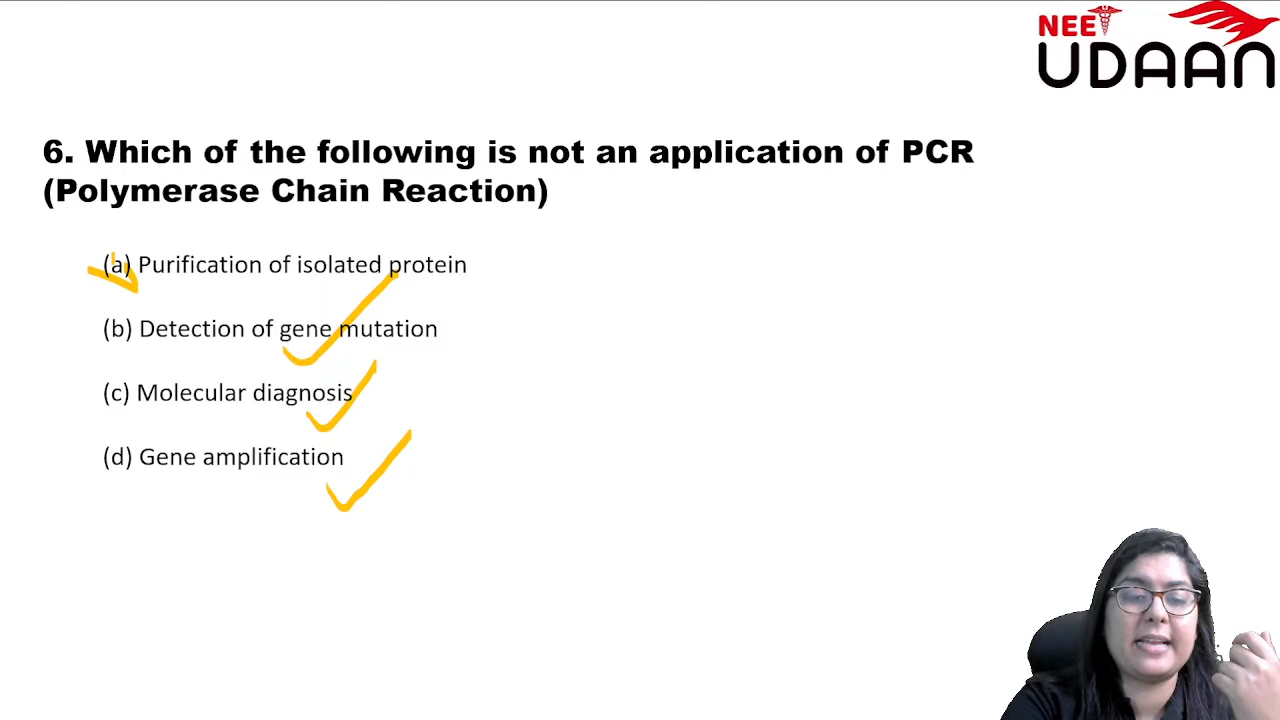 NEET
UDAAN
6. Which of the following is not an application of PCR
(Polymerase Chain Reaction)
(a) Purification of isolated protein
(b) Detection of gene mutation
(c) Molecular diagnosis
(d) Gene amplification